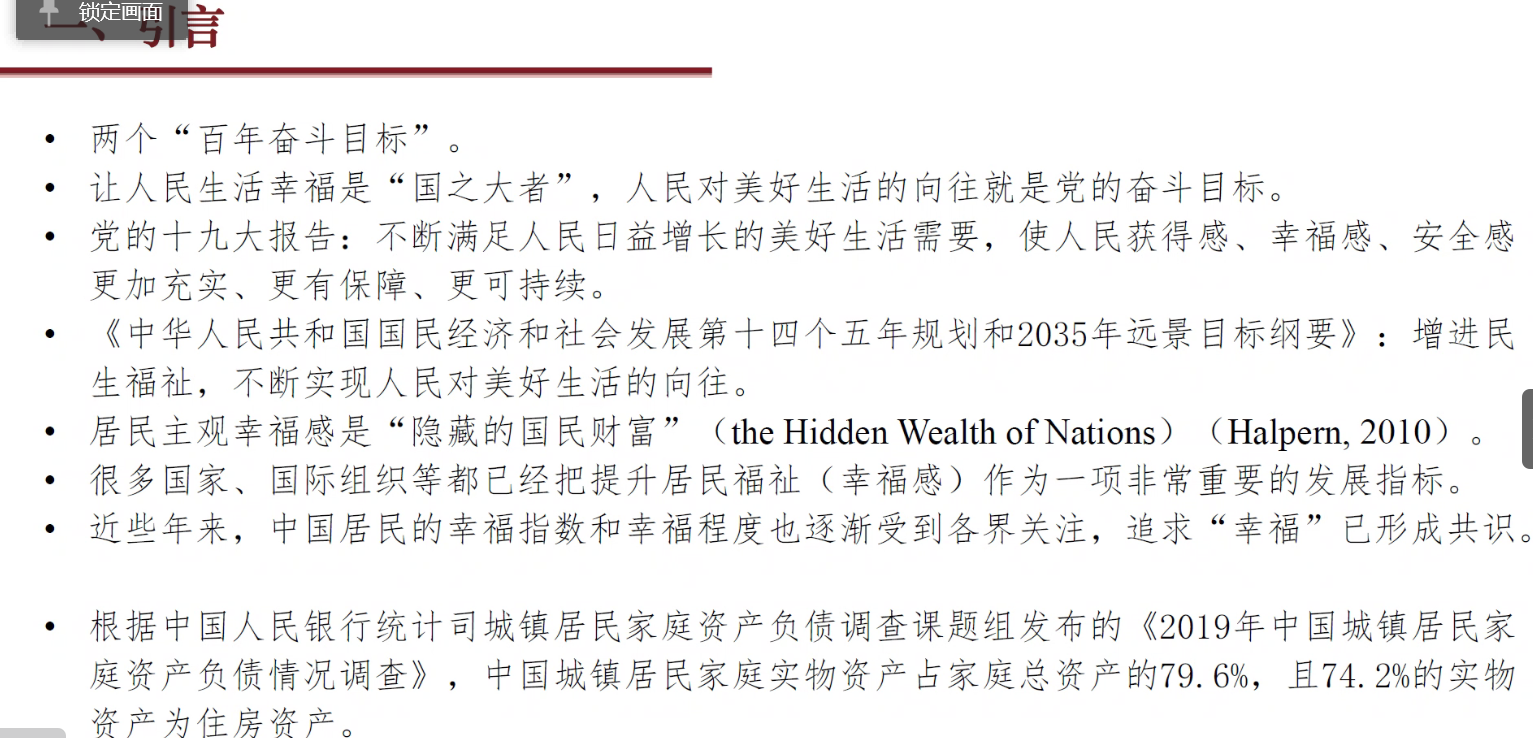 锁定画面
一、引言
• 两个“百年奋斗目标”。
• 让人民生活幸福是“国之大者”，人民对美好生活的向往就是党的奋斗目标。
• 党的十九大报告：不断满足人民日益增长的美好生活需要，使人民获得感、幸福感、安全感
更加充实、更有保障、更可持续。
• 《中华人民共和国国民经济和社会发展第十四个五年规划和2035年远景目标纲要》：增进民
生福祉，不断实现人民对美好生活的向往。
• 居民主观幸福感是“隐藏的国民财富”（the Hidden Wealth of Nations）（Halpern, 2010）。
• 很多国家、国际组织等都已经把提升居民福祉（幸福感）作为一项非常重要的发展指标。
• 近些年来，中国居民的幸福指数和幸福程度也逐渐受到各界关注，追求“幸福”已形成共识。
• 根据中国人民银行统计司城镇居民家庭资产负债调查课题组发布的《2019年中国城镇居民家
庭资产负债情况调查》，中国城镇居民家庭实物资产占家庭总资产的79.6%，且74.2%的实物
资产为住房资产。